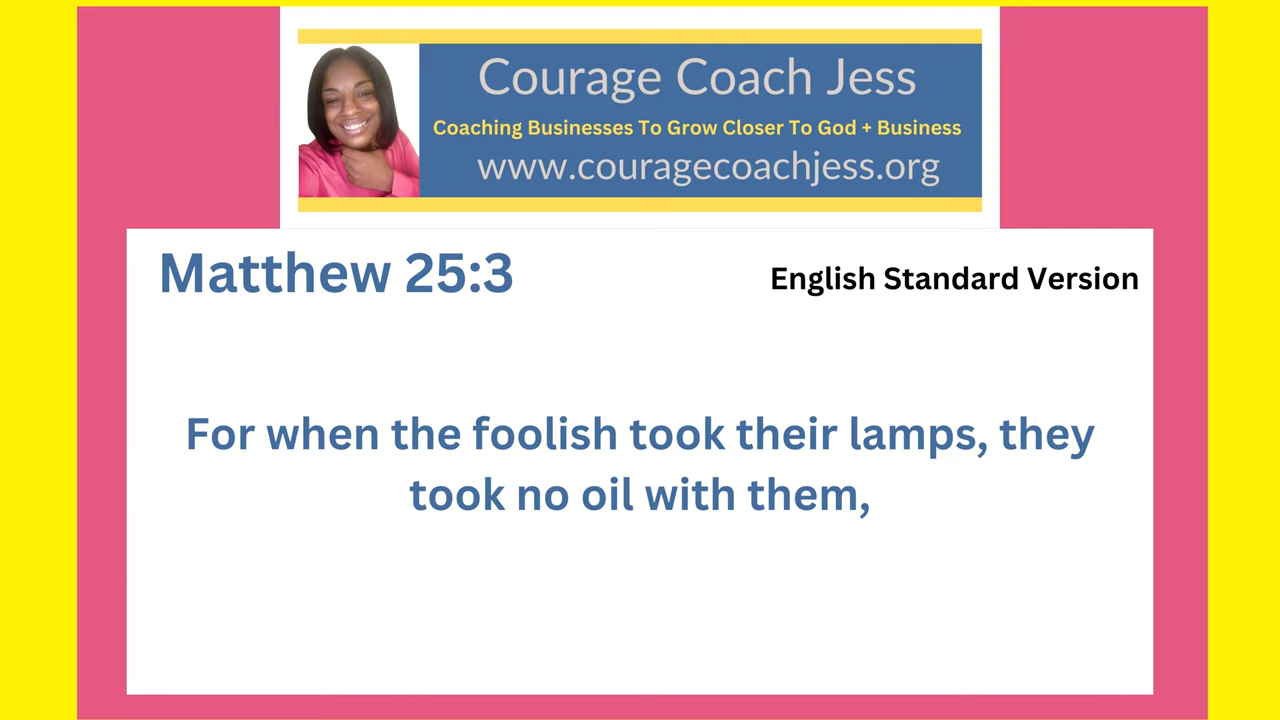 Courage Coach Jess
Coaching Businesses To Grow Closer To God + Business
www.couragecoachjess.org
Matthew 25:3
English Standard Version
For when the foolish took their lamps, they
took no oil with them,